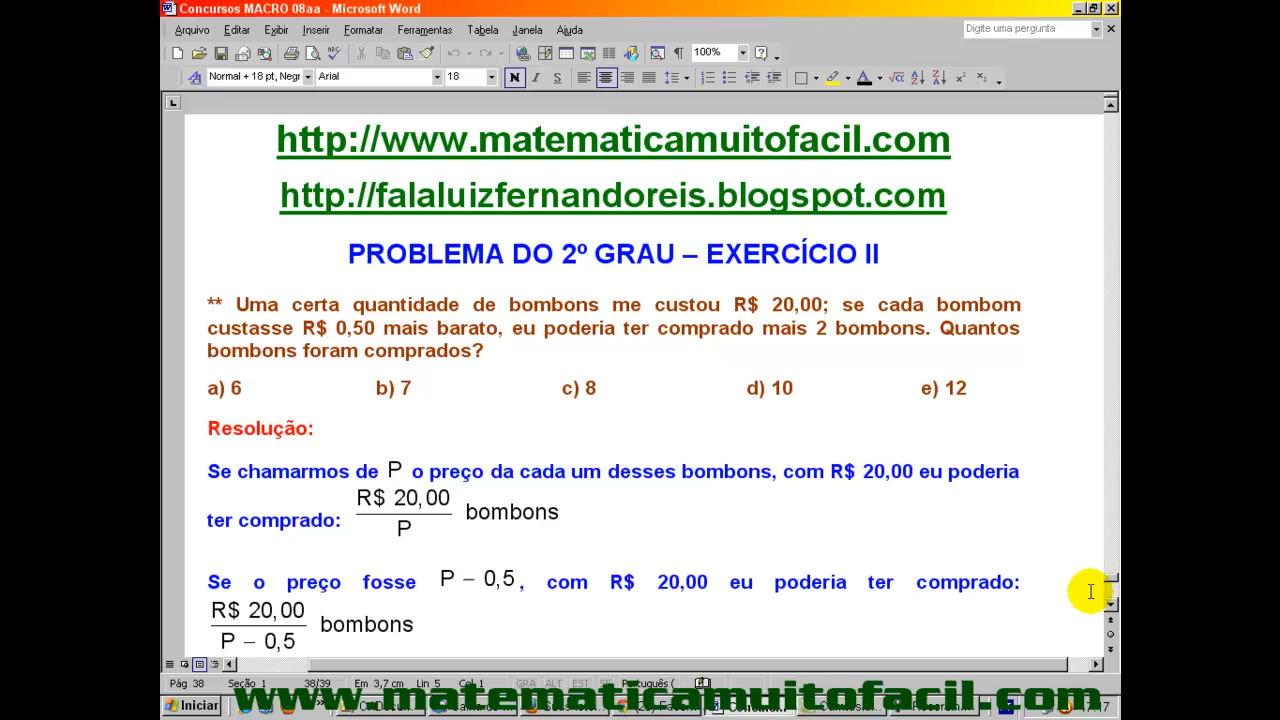 Concursos MACRO 08aa - Microsoft Word
Arquivo Editar Exibir Inserir Formatar Ferramentas Tabela Janela Ajuda
Digite uma pergunta
100%
Normal + 18 pt, Negr
Arial
18
N I S
http://www.matematicamuitofacil.com
http://falaluizfernandoreis.blogspot.com
PROBLEMA DO 2º GRAU – EXERCÍCIO II
** Uma certa quantidade de bombons me custou R$ 20,00; se cada bombom
custasse R$ 0,50 mais barato, eu poderia ter comprado mais 2 bombons. Quantos
bombons foram comprados?
a) 6 b) 7 c) 8 d) 10 e) 12
Resolução:
Se chamarmos de P o preço da cada um desses bombons, com R$ 20,00 eu poderia
ter comprado: R$ 20,00 / P bombons
Se o preço fosse P – 0,5, com R$ 20,00 eu poderia ter comprado:
R$ 20,00 / P – 0,5 bombons
Pág 38 Seção 1 38/39 Em 3,7 cm Lin 5 Col 1 GRA ALT EST SE Português (
www.matematicamuitofacil.com
Iniciar
17:17